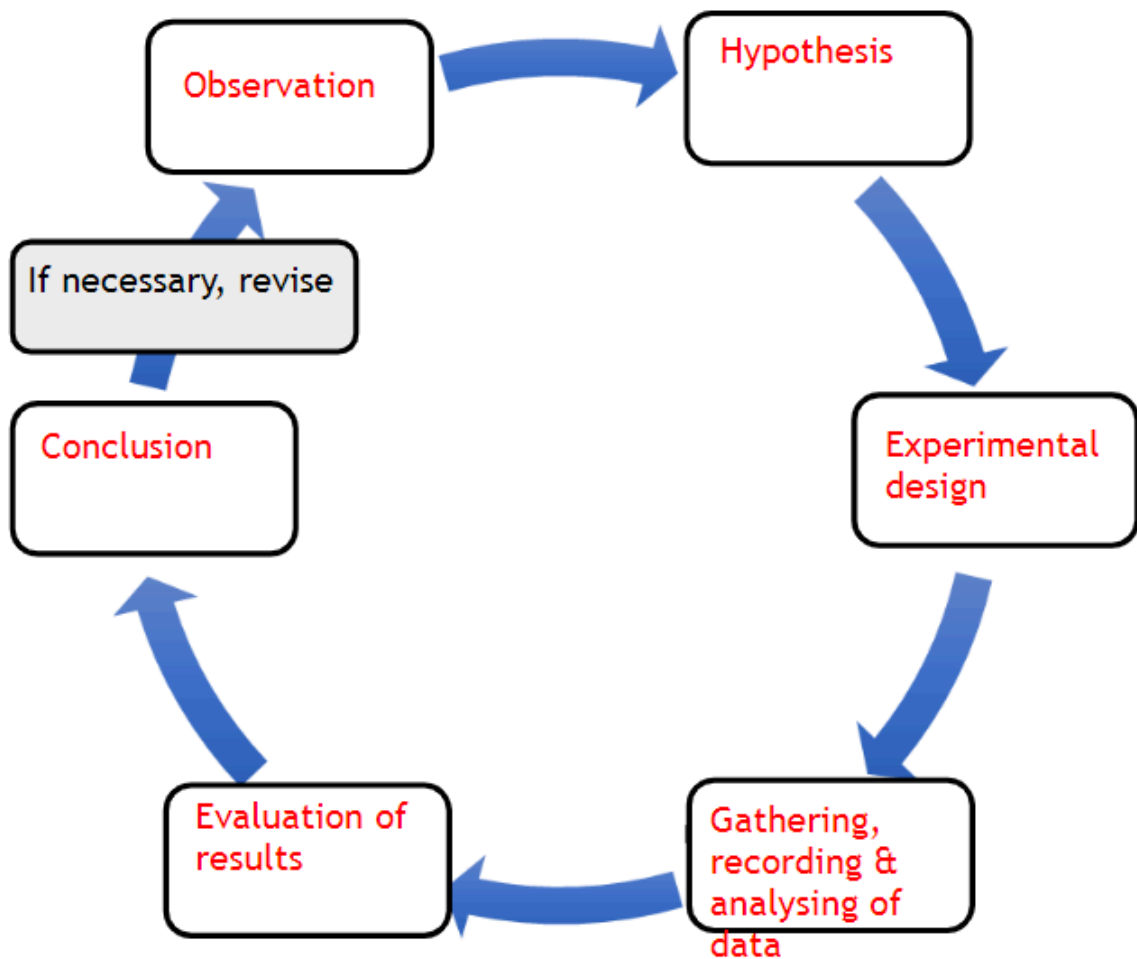 Observation
Hypothesis
Experimental
design
Gathering,
recording &
analysing of
data
Evaluation of
results
Conclusion
If necessary, revise